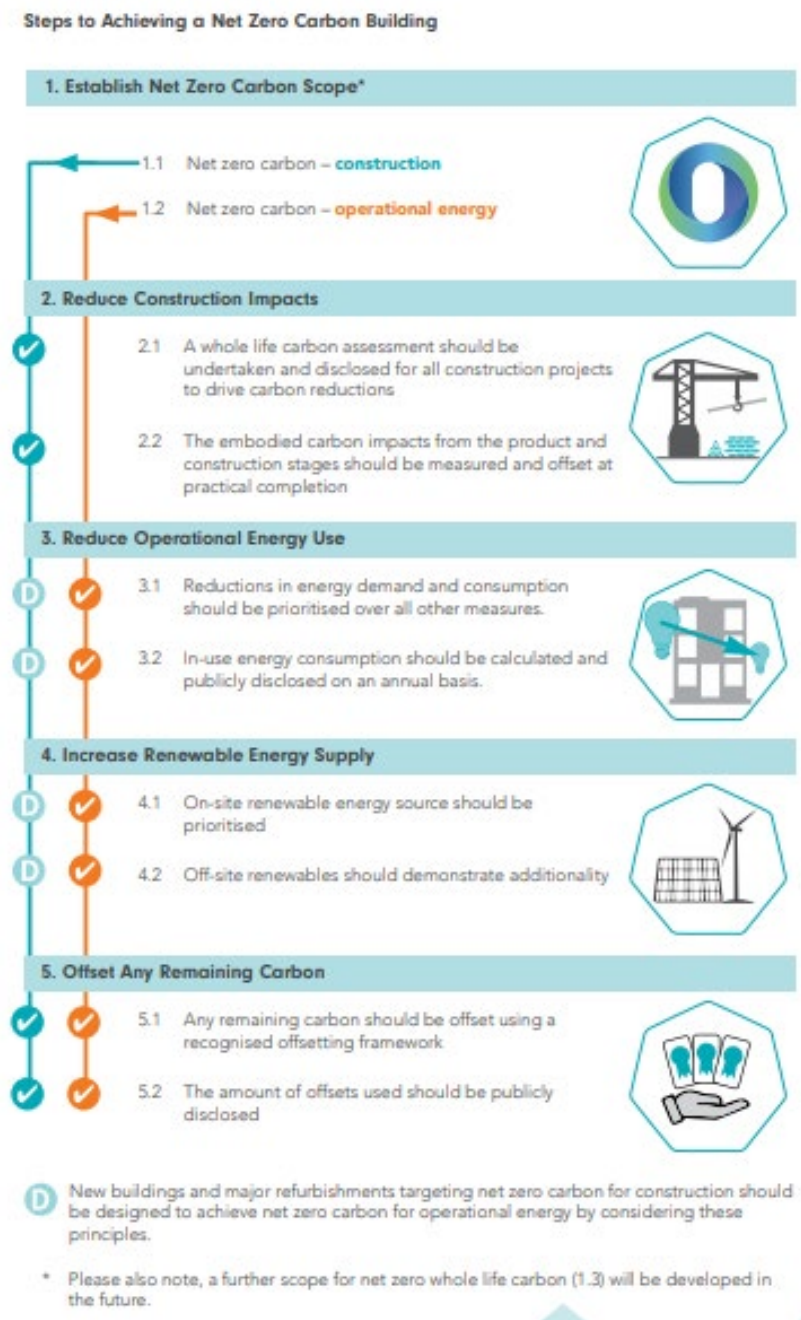 Steps to Achieving a Net Zero Carbon Building
1. Establish Net Zero Carbon Scope*
1.1 Net zero carbon – construction
1.2 Net zero carbon – operational energy
2. Reduce Construction Impacts
2.1 A whole life carbon assessment should be
undertaken and disclosed for all construction projects
to drive carbon reductions
2.2 The embodied carbon impacts from the product and
construction stages should be measured and offset at
practical completion
3. Reduce Operational Energy Use
D
3.1 Reductions in energy demand and consumption
should be prioritised over all other measures.
D
3.2 In-use energy consumption should be calculated and
publicly disclosed on an annual basis.
4. Increase Renewable Energy Supply
D
4.1 On-site renewable energy source should be
prioritised
D
4.2 Off-site renewables should demonstrate additionality
5. Offset Any Remaining Carbon
5.1 Any remaining carbon should be offset using a
recognised offsetting framework
5.2 The amount of offsets used should be publicly
disclosed
D New buildings and major refurbishments targeting net zero carbon for construction should
be designed to achieve net zero carbon for operational energy by considering these
principles.
* Please also note, a further scope for net zero whole life carbon (1.3) will be developed in
the future.